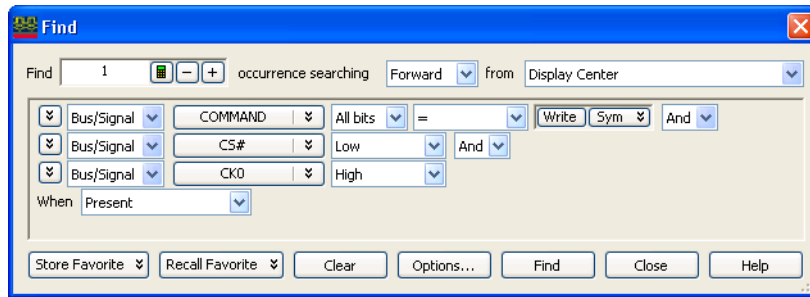 Find
Find 1 − + occurrence searching Forward from Display Center
Bus/Signal COMMAND All bits = Write Sym And
Bus/Signal CS# Low And
Bus/Signal CK0 High
When Present
Store Favorite Recall Favorite Clear Options... Find Close Help